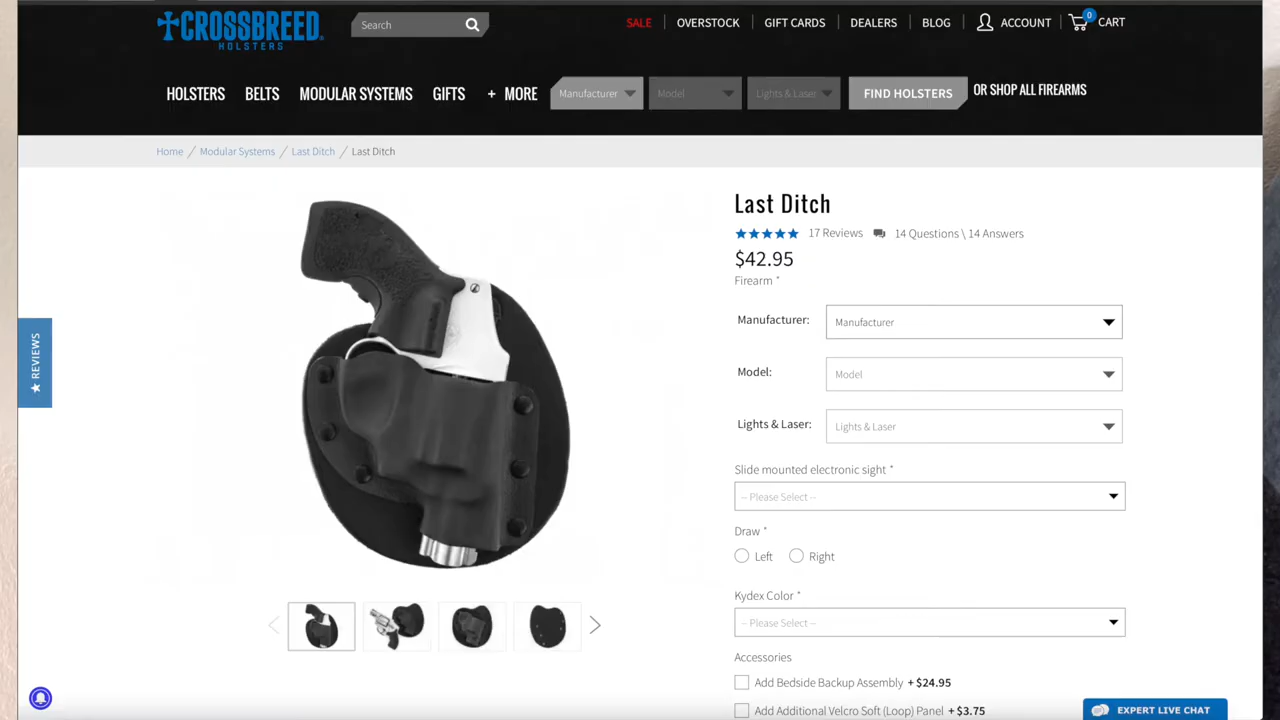 CROSSBREED
HOLSTERS
Search
SALE
OVERSTOCK
GIFT CARDS
DEALERS
BLOG
ACCOUNT
0
CART
HOLSTERS
BELTS
MODULAR SYSTEMS
GIFTS
+ MORE
Manufacturer
Model
Lights & Laser
FIND HOLSTERS
OR SHOP ALL FIREARMS
Home / Modular Systems / Last Ditch / Last Ditch
Last Ditch
17 Reviews
14 Questions \ 14 Answers
$42.95
Firearm *
Manufacturer:
Manufacturer
Model:
Model
Lights & Laser:
Lights & Laser
Slide mounted electronic sight *
-- Please Select --
Draw *
Left
Right
Kydex Color *
-- Please Select --
Accessories
Add Bedside Backup Assembly + $24.95
Add Additional Velcro Soft (Loop) Panel + $3.75
★ REVIEWS
EXPERT LIVE CHAT